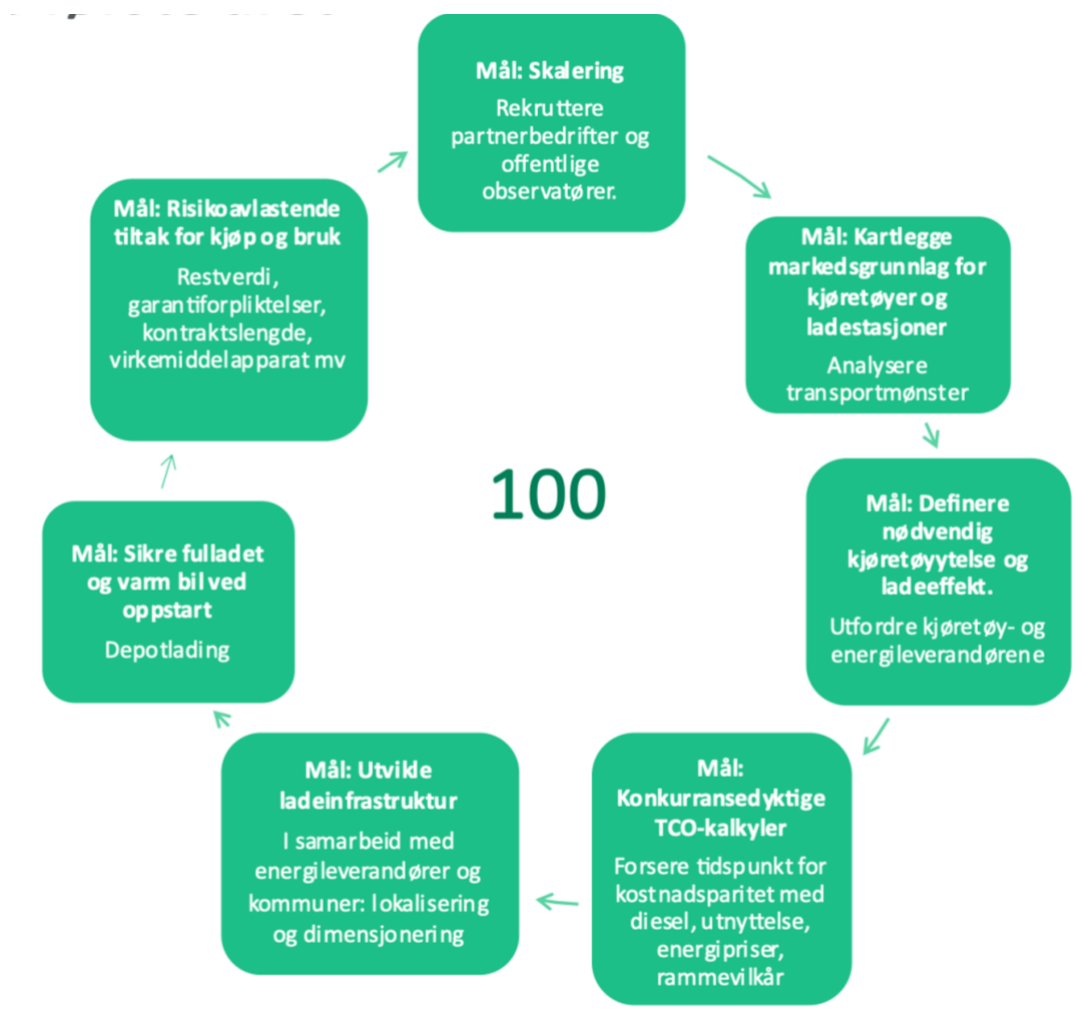 Mål: Skalering
Rekruttere
partnerbedrifter og
offentlige
observatører.
Mål: Kartlegge
markedsgrunnlag for
kjøretøyer og
ladestasjoner
Analysere
transportmønster
Mål: Definere
nødvendig
kjøretøyytelse og
ladeeffekt.
Utfordre kjøretøy- og
energileverandørene
Mål:
Konkurransedyktige
TCO-kalkyler
Forsere tidspunkt for
kostnadsparitet med
diesel, utnyttelse,
energipriser,
rammevilkår
Mål: Utvikle
ladeinfrastruktur
I samarbeid med
energileverandører og
kommuner: lokalisering
og dimensjonering
Mål: Sikre fulladet
og varm bil ved
oppstart
Depotlading
Mål: Risikoavlastende
tiltak for kjøp og bruk
Restverdi,
garantiforpliktelser,
kontraktslengde,
virkemiddelapparat mv
100